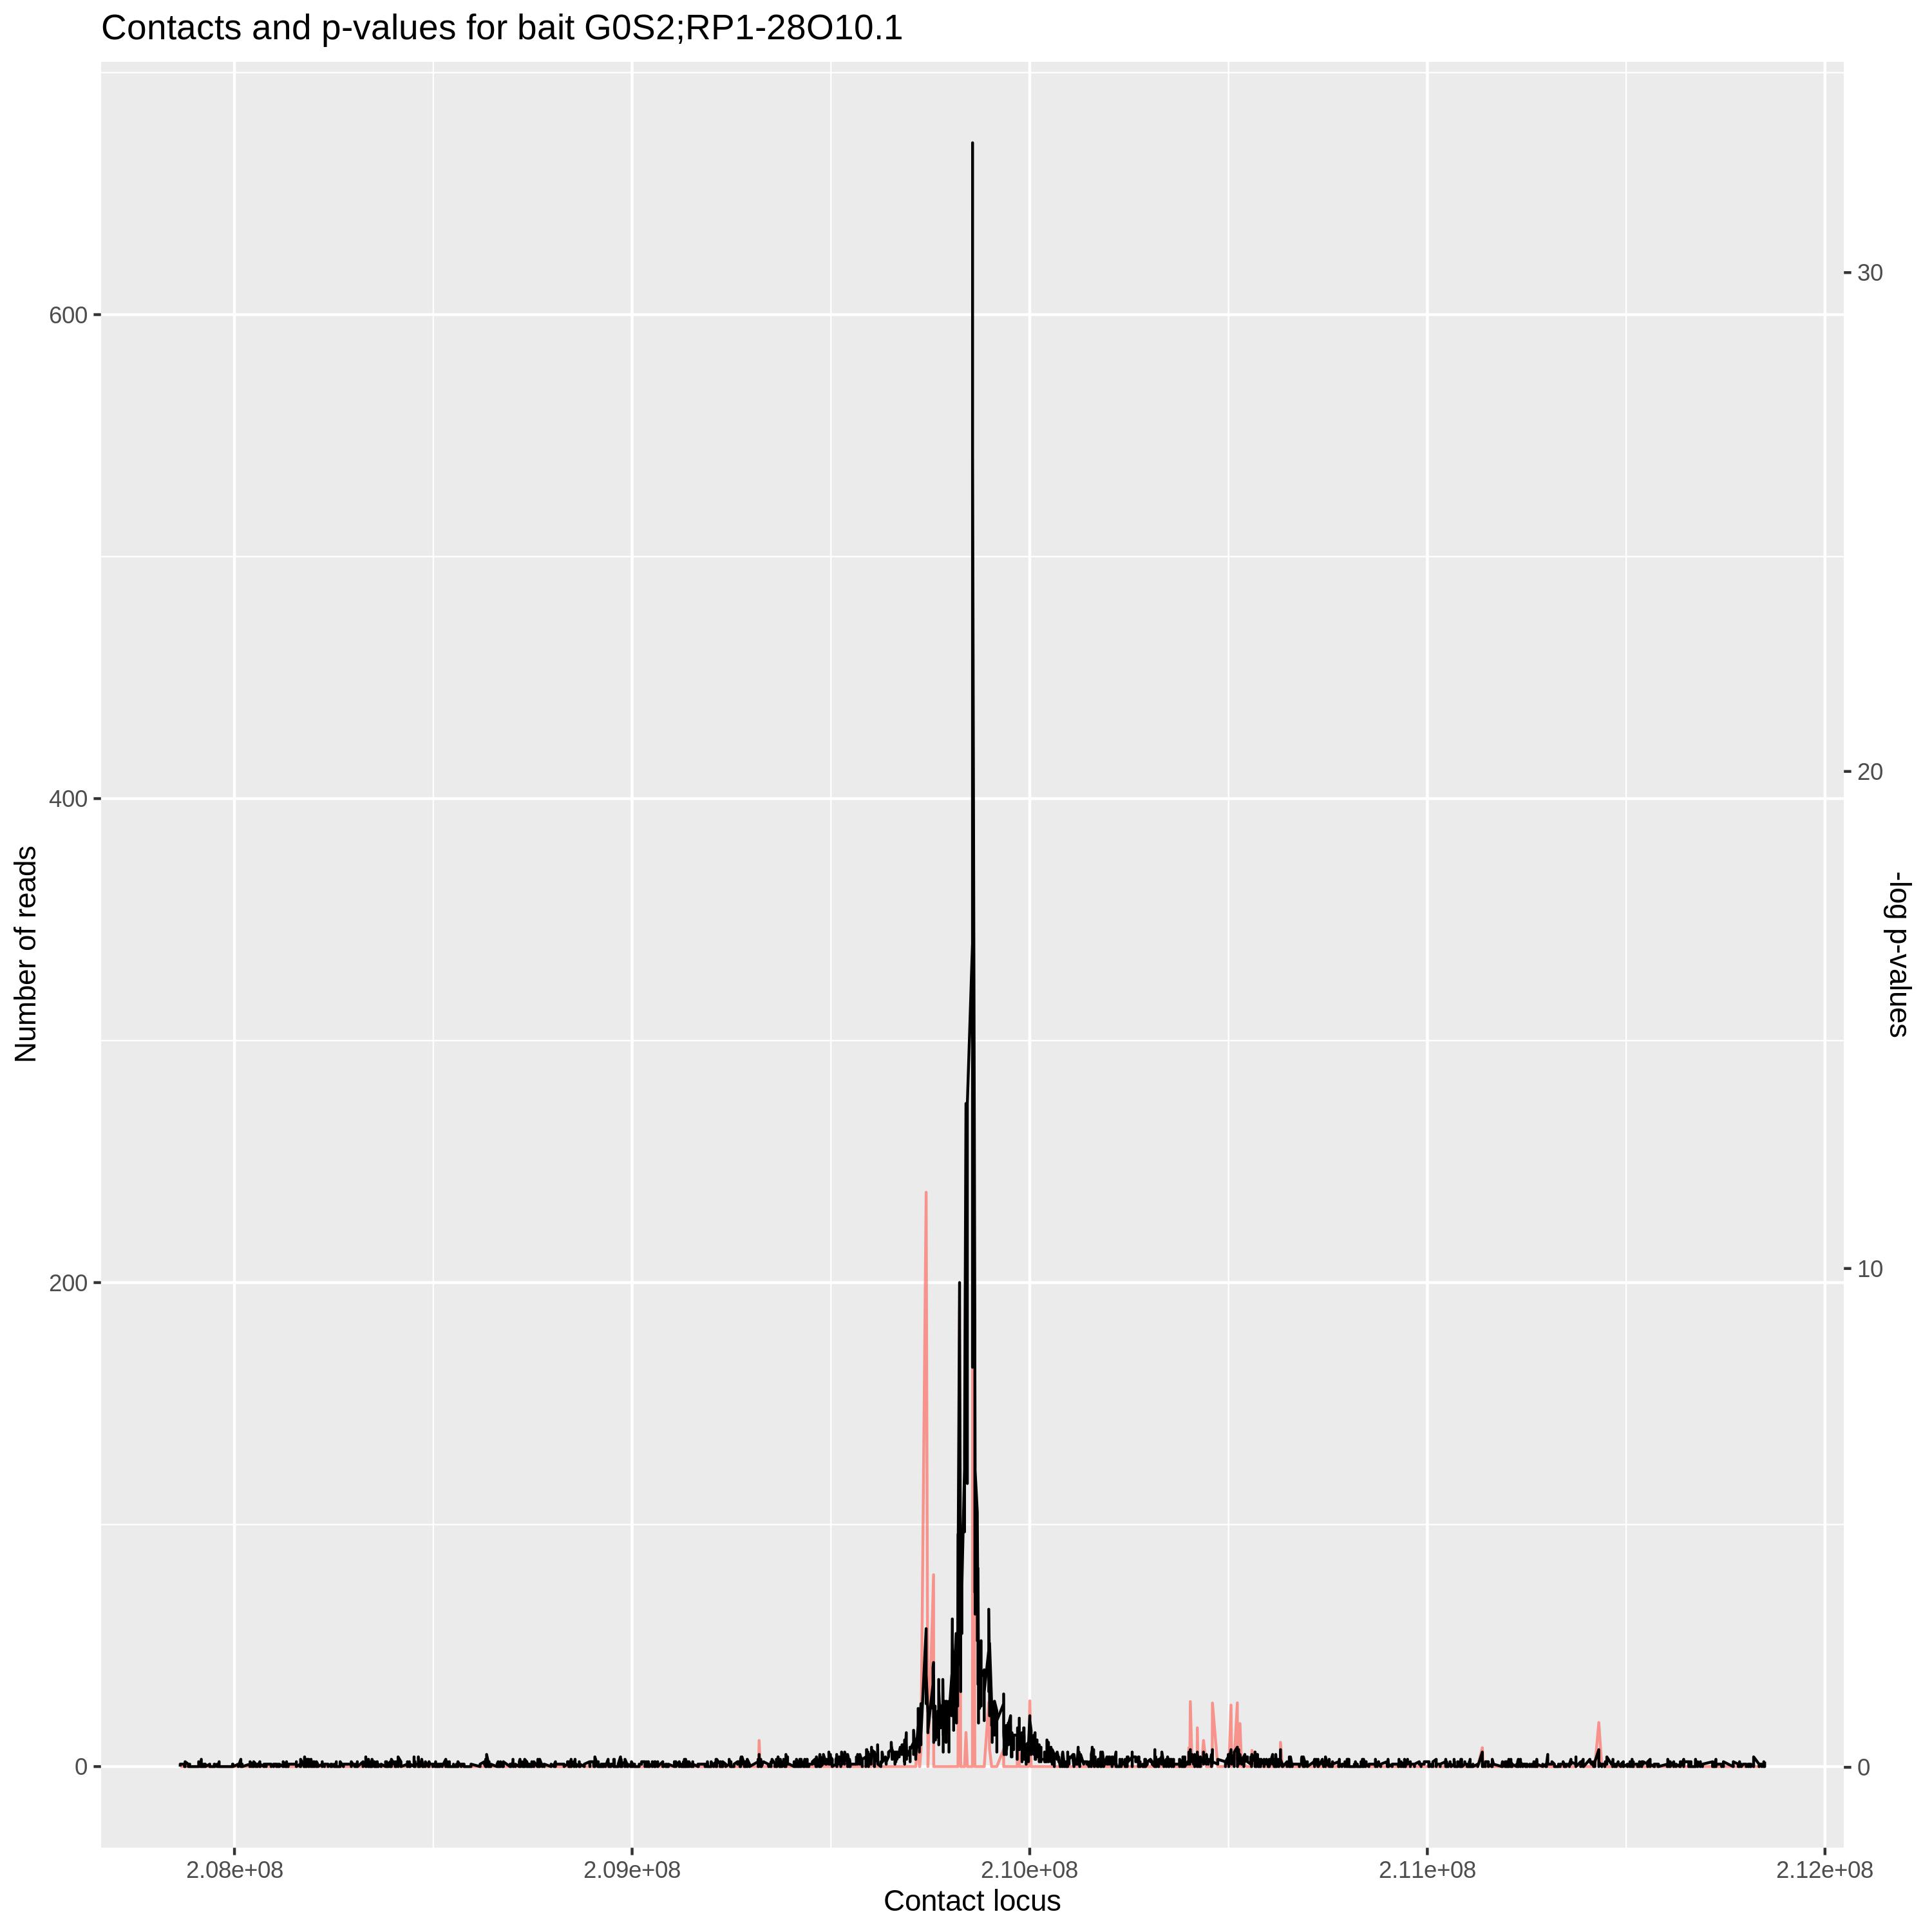 Contacts and p-values for bait G0S2;RP1-28O10.1
600
400
200
0
Number of reads
30
20
10
0
-log p-values
2.08e+08 2.09e+08 2.10e+08 2.11e+08 2.12e+08
Contact locus